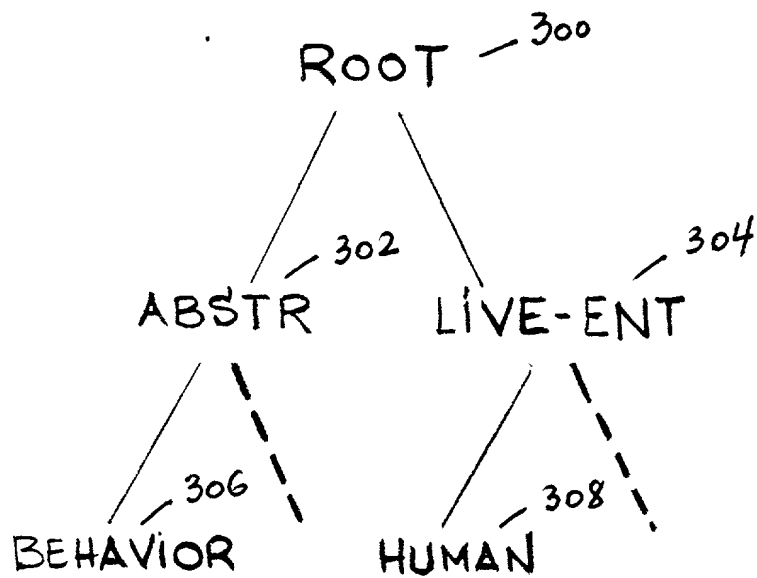 ROOT 300
ABSTR 302
LIVE-ENT 304
BEHAVIOR 306
HUMAN 308